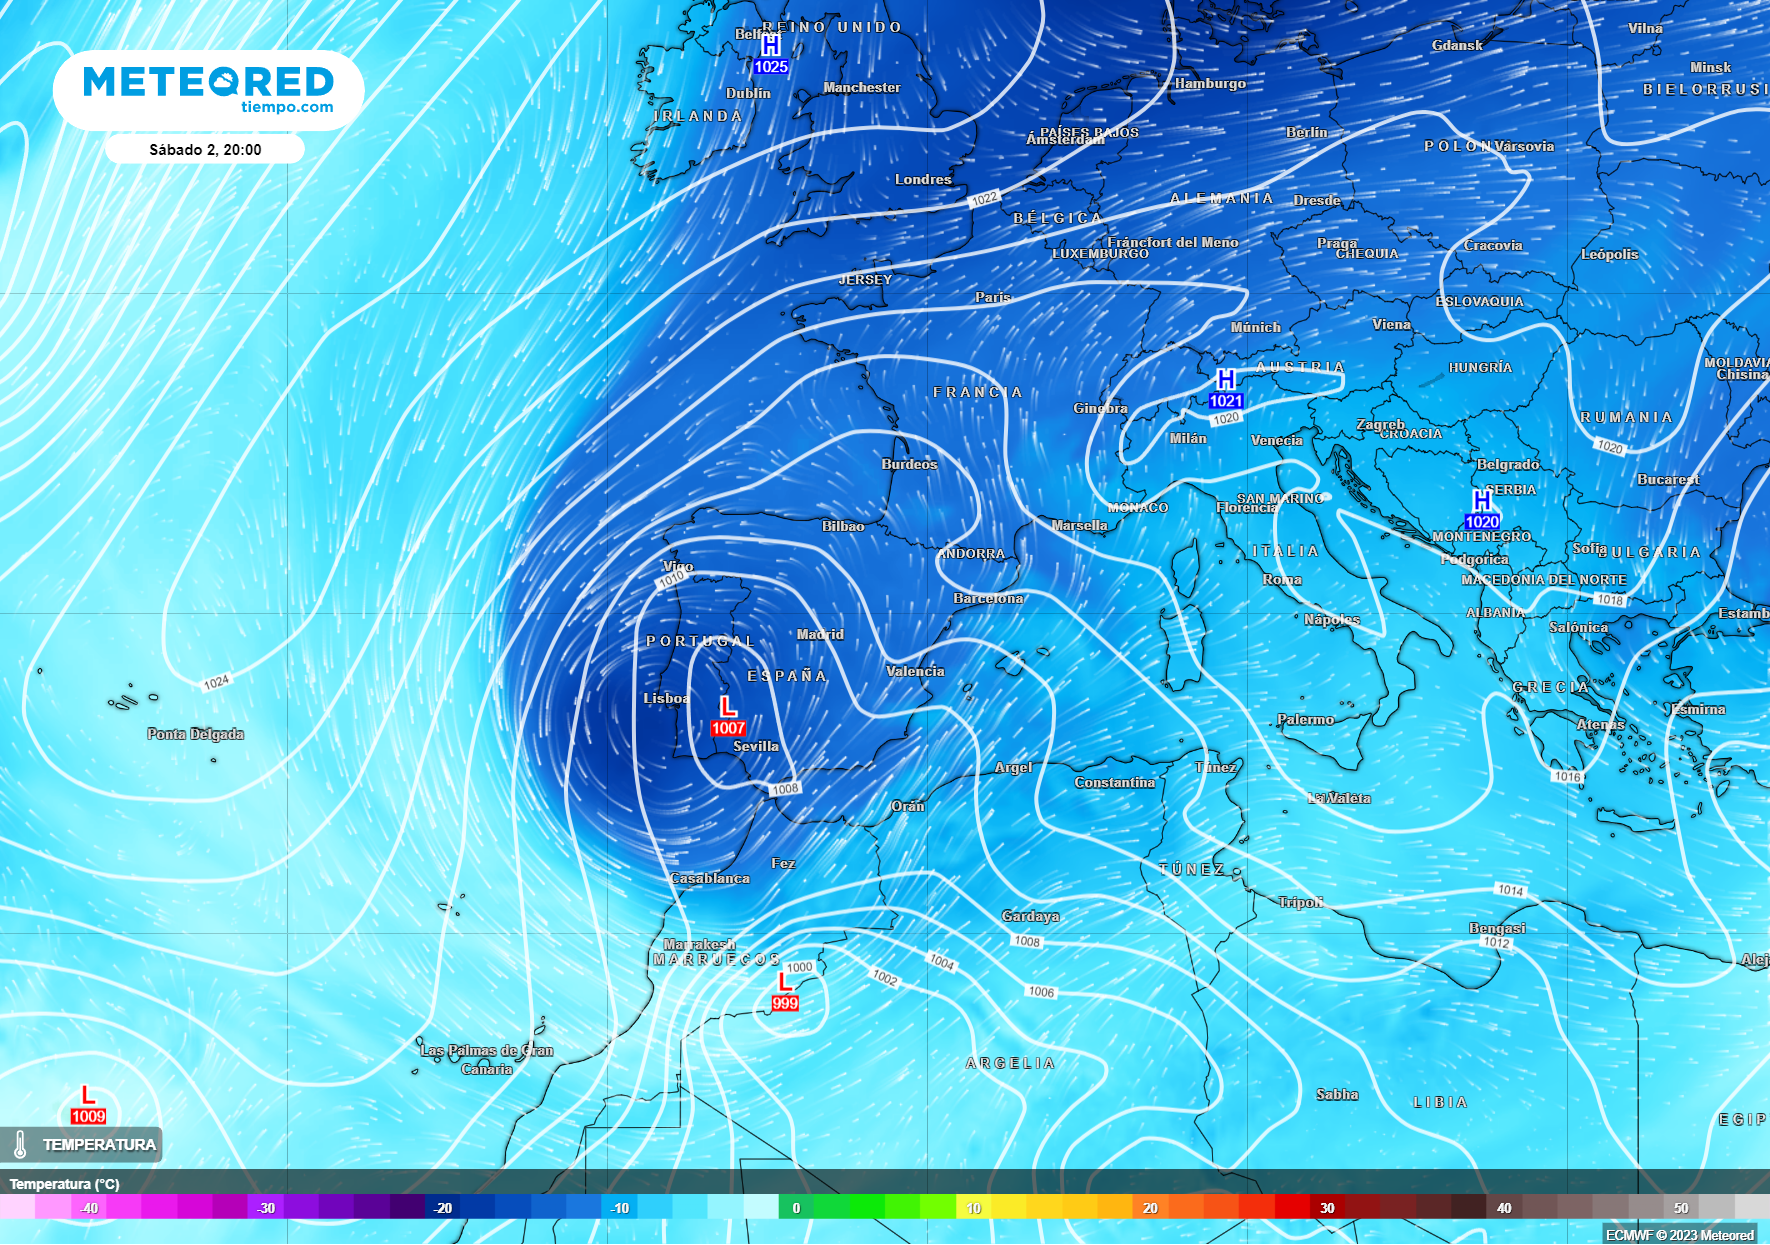 REINO UNIDO
Belfast
H
1025
Vilna
Gdansk
Minsk
BIELORRUSI
METEORED
tiempo.com
Manchester
Dublín
Hamburgo
IRLANDA
PAÍSES BAJOS
Ámsterdam
Berlín
POLONIA
Varsovia
Sábado 2, 20:00
Londres
1022
ALEMANIA
Dresde
BÉLGICA
Fráncfort del Meno
LUXEMBURGO
Praga
CHEQUIA
Cracovia
Leópolis
JERSEY
París
ESLOVAQUIA
Múnich
Viena
AUSTRIA
HUNGRÍA
MOLDAVIA
Chisina
H
1021
FRANCIA
Ginebra
1020
RUMANIA
Zagreb
CROACIA
Milán
Venecia
1020
Burdeos
Belgrado
Bucarest
SERBIA
H
1020
SAN MARINO
MONACO
Florencia
Bilbao
Marsella
MONTENEGRO
ANDORRA
ITALIA
Podgorica
Sofía
BULGARIA
Vigo
1010
Roma
MACEDONIA DEL NORTE
Barcelona
1018
ALBANIA
Estamb
Nápoles
Salónica
PORTUGAL
Madrid
ESPAÑA
Valencia
1024
GRECIA
Lisboa
L
1007
Esmirna
Palermo
Atenas
Ponta Delgada
Sevilla
Argel
Túnez
1016
Constantina
1008
La Valeta
Orán
Fez
TÚNEZ
Casablanca
1014
Trípoli
Gardaya
Bengasi
1008
1012
Marrakesh
MARRUECOS
1000
1004
1002
Alej
L
999
1006
Las Palmas de Gran
Canaria
ARGELIA
L
1009
Sabha
LIBIA
EGIP
TEMPERATURA
Temperatura (°C)
-40 -30 -20 -10 0 10 20 30 40 50
ECMWF © 2023 Meteored